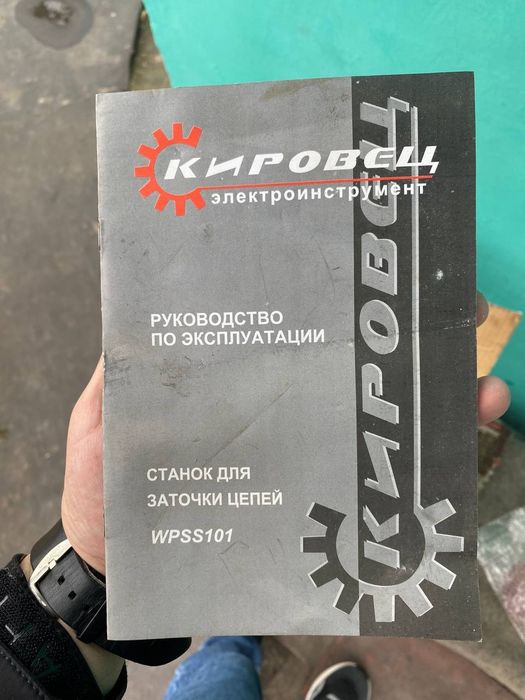 КИРОВЕЦ
электроинструмент
КИРОВЕЦ
РУКОВОДСТВО
ПО ЭКСПЛУАТАЦИИ
СТАНОК ДЛЯ
ЗАТОЧКИ ЦЕПЕЙ
WPSS101